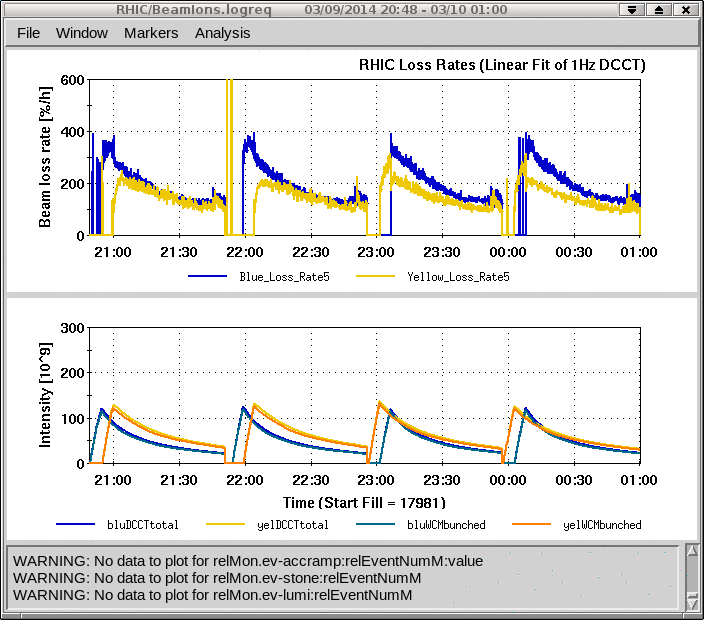 RHIC/BeamIons.logreq 03/09/2014 20:48 - 03/10 01:00
File Window Markers Analysis
RHIC Loss Rates (Linear Fit of 1Hz DCCT)
Beam loss rate [%/h]
600
400
200
0
21:00 21:30 22:00 22:30 23:00 23:30 00:00 00:30 01:00
Blue_Loss_Rate5 Yellow_Loss_Rate5
Intensity [10^9]
300
200
100
0
21:00 21:30 22:00 22:30 23:00 23:30 00:00 00:30 01:00
Time (Start Fill = 17981)
bluDCCTtotal yelDCCTtotal bluWCMbunched yelWCMbunched
WARNING: No data to plot for relMon.ev-accramp:relEventNumM:value
WARNING: No data to plot for relMon.ev-stone:relEventNumM
WARNING: No data to plot for relMon.ev-lumi:relEventNumM